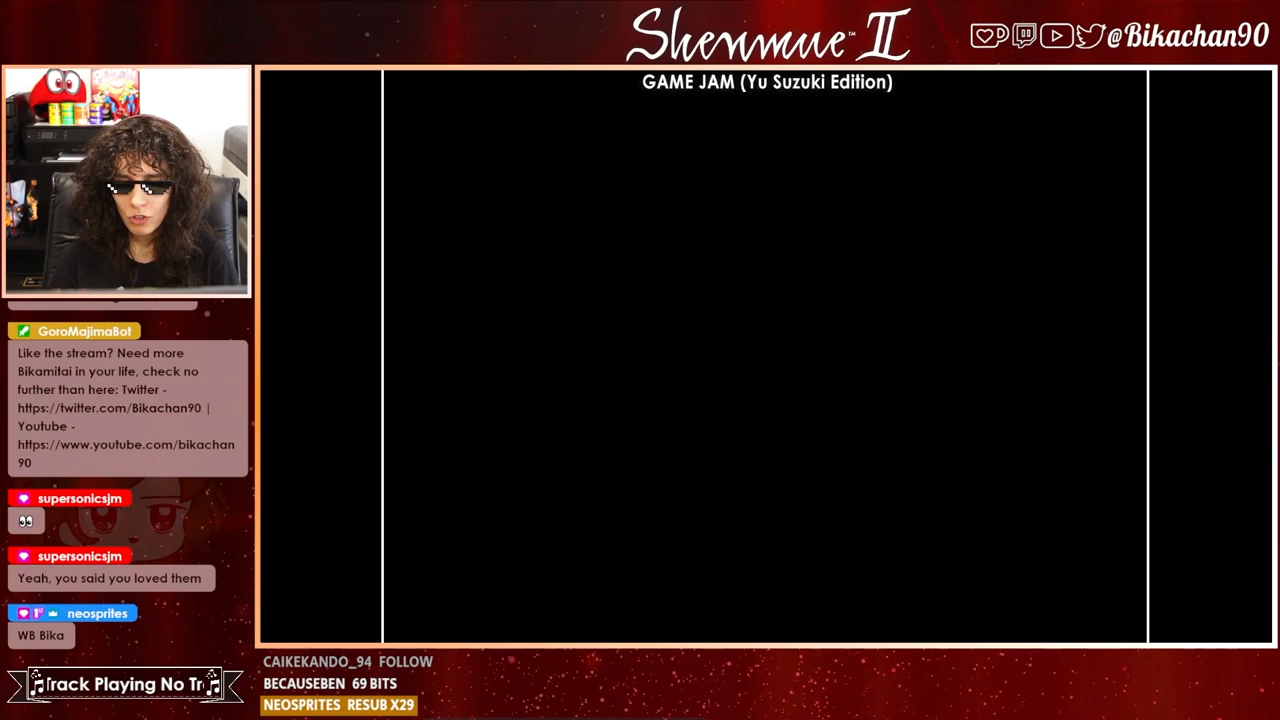 Shenmue™ II
@Bikachan90
GAME JAM (Yu Suzuki Edition)
GoroMajimaBot
Like the stream? Need more
Bikamitai in your life, check no
further than here: Twitter -
https://twitter.com/Bikachan90 |
Youtube -
https://www.youtube.com/bikachan
90
supersonicsjm
👀
supersonicsjm
Yeah, you said you loved them
neosprites
WB Bika
Track Playing No Tr
CAIKEKANDO_94 FOLLOW
BECAUSEBEN 69 BITS
NEOSPRITES RESUB X29